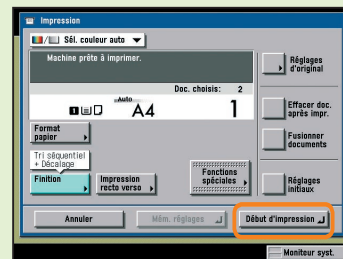 Impression
Sél. couleur auto
Machine prête à imprimer.
Réglages
d'original
Doc. choisis: 2
Auto
A4
1
Effacer doc.
après impr.
Format
papier
Fusionner
documents
Tri séquentiel
+ Décalage
Finition
Impression
recto verso
Fonctions
spéciales
Réglages
initiaux
Annuler
Mém. réglages
Début d'impression
Moniteur syst.